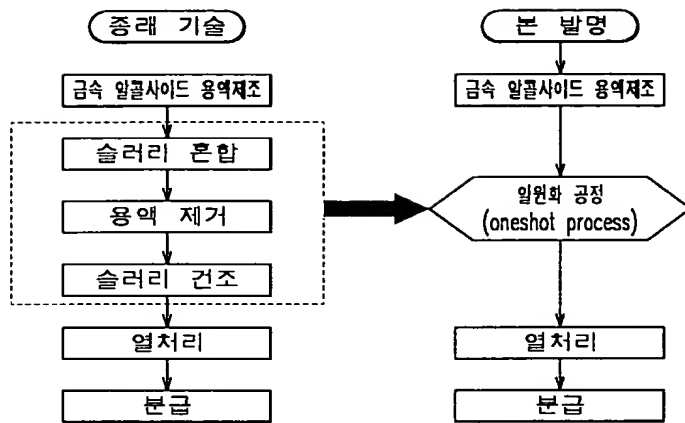 종래 기술
금속 알콜사이드 용액제조
슬러리 혼합
용액 제거
슬러리 건조
열처리
분급
본 발명
금속 알콜사이드 용액제조
일원화 공정
(oneshot process)
열처리
분급